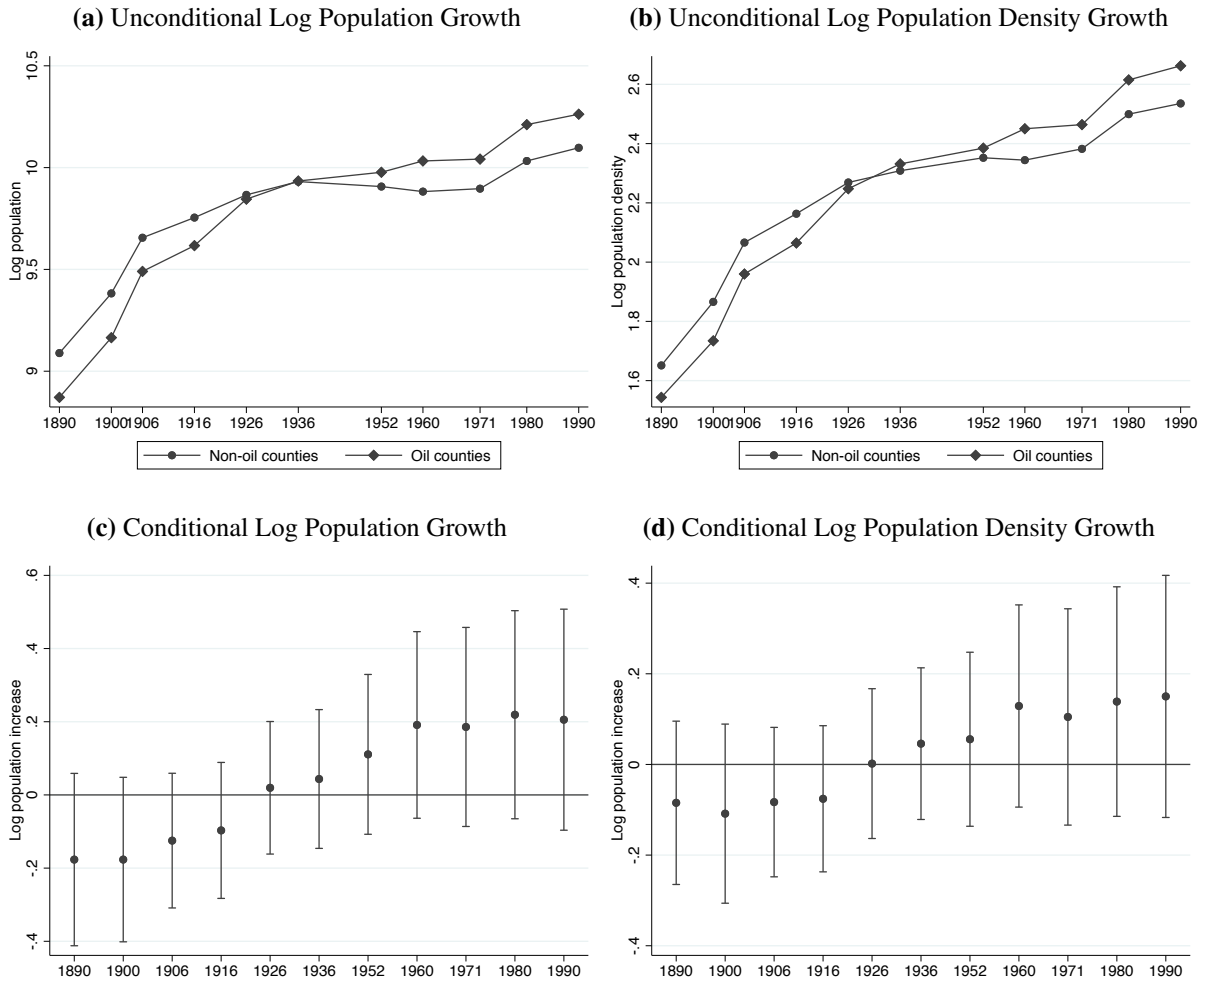 (a) Unconditional Log Population Growth
Log population
10.5
10
9.5
9
1890 1900 1906 1916 1926 1936 1952 1960 1971 1980 1990
Non-oil counties Oil counties
(b) Unconditional Log Population Density Growth
Log population density
2.6
2.4
2.2
2
1.8
1.6
1890 1900 1906 1916 1926 1936 1952 1960 1971 1980 1990
Non-oil counties Oil counties
(c) Conditional Log Population Growth
Log population increase
.6
.4
.2
0
-.2
-.4
1890 1900 1906 1916 1926 1936 1952 1960 1971 1980 1990
(d) Conditional Log Population Density Growth
Log population increase
.4
.2
0
-.2
-.4
1890 1900 1906 1916 1926 1936 1952 1960 1971 1980 1990